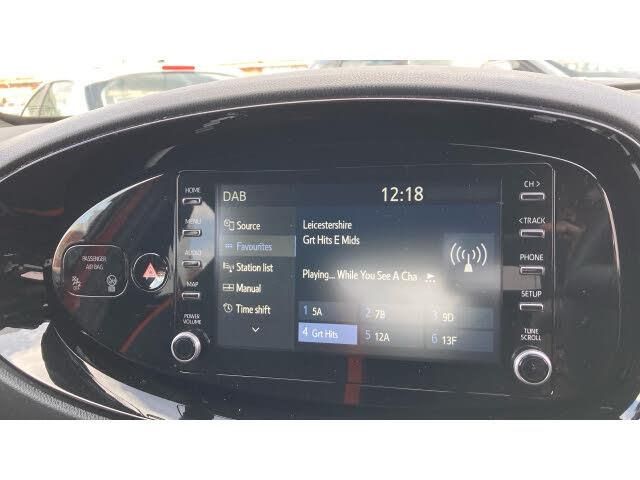 HOME
MENU
AUDIO
MAP
POWER
VOLUME
PASSENGER
AIR BAG
DAB
12:18
Source
Favourites
Station list
Manual
Time shift
Leicestershire
Grt Hits E Mids
Playing... While You See A Cha
1 5A
2 7B
3 9D
4 Grt Hits
5 12A
6 13F
CH >
< TRACK
PHONE
SETUP
TUNE
SCROLL